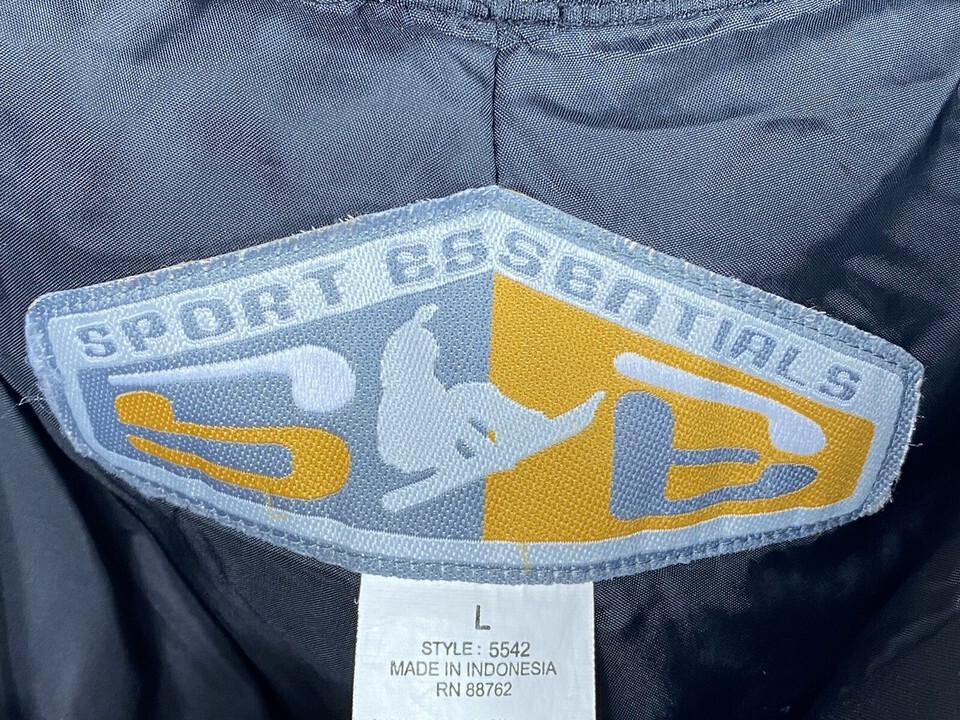 SPORT ESSENTIALS
L
STYLE: 5542
MADE IN INDONESIA
RN 88762